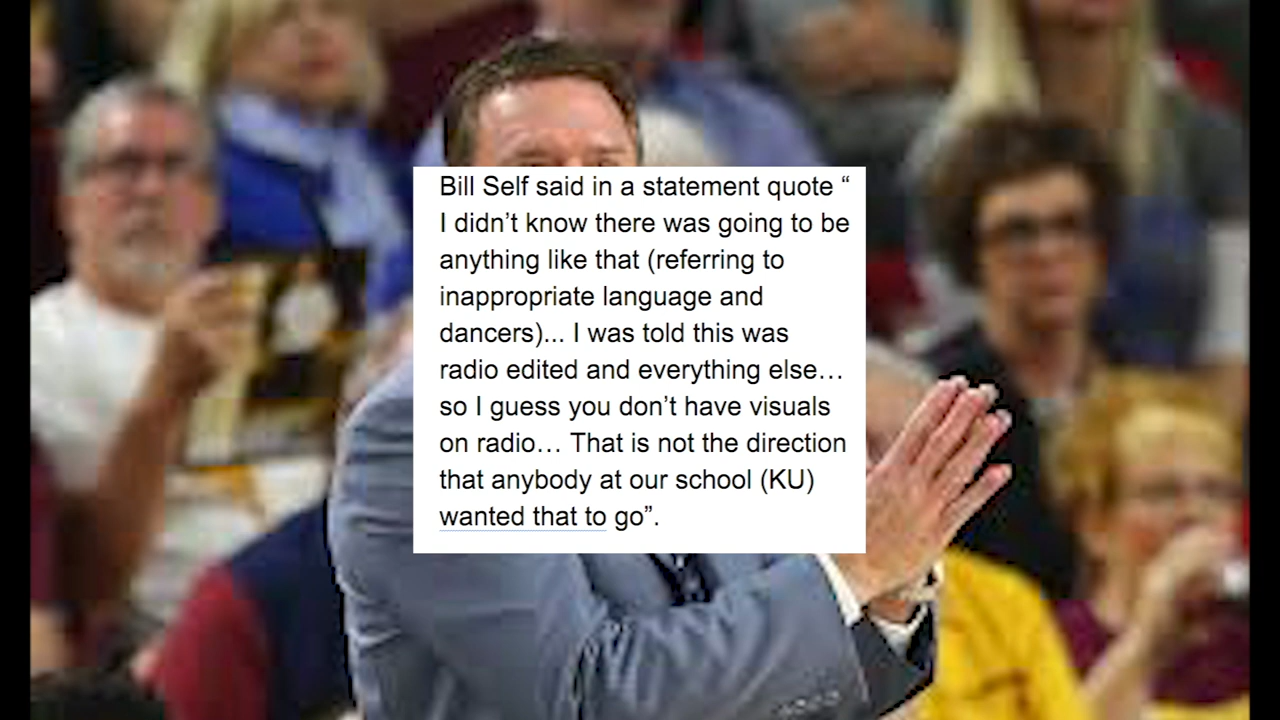 Bill Self said in a statement quote “
I didn’t know there was going to be
anything like that (referring to
inappropriate language and
dancers)... I was told this was
radio edited and everything else…
so I guess you don’t have visuals
on radio… That is not the direction
that anybody at our school (KU)
wanted that to go”.